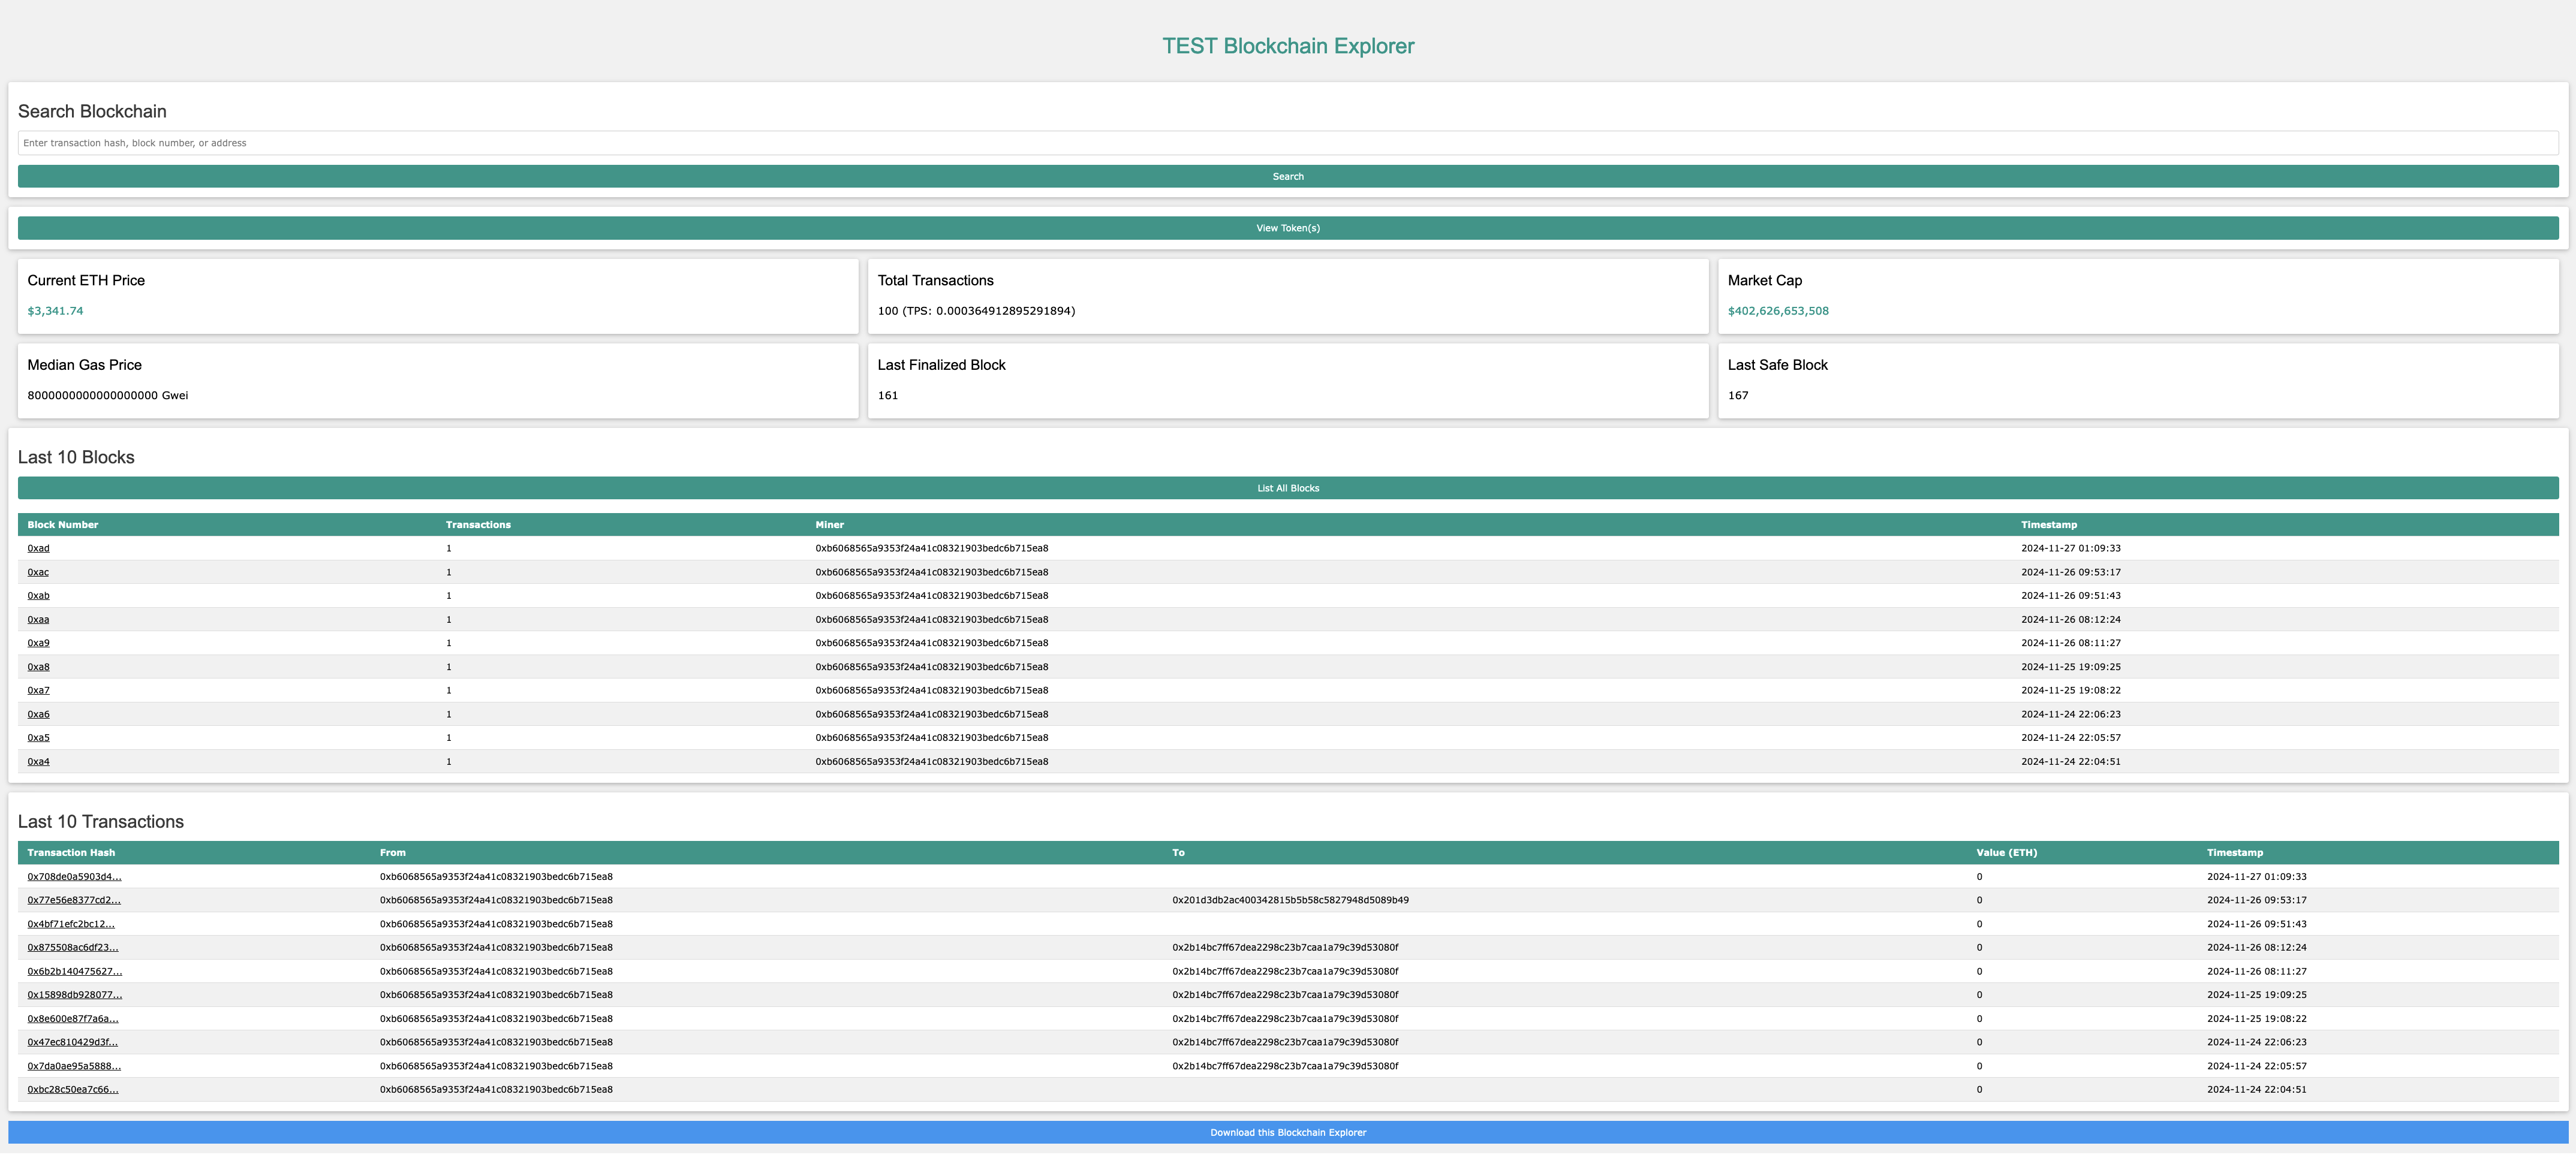 TEST Blockchain Explorer
Search Blockchain
Enter transaction hash, block number, or address
Search
View Token(s)
Current ETH Price Total Transactions Market Cap
$3,341.74 100 (TPS: 0.000364912895291894) $402,626,653,508
Median Gas Price Last Finalized Block Last Safe Block
8000000000000000000 Gwei 161 167
Last 10 Blocks
List All Blocks
Block Number Transactions Miner Timestamp
0xad 1 0xb6068565a9353f24a41c08321903bedc6b715ea8 2024-11-27 01:09:33
0xac 1 0xb6068565a9353f24a41c08321903bedc6b715ea8 2024-11-26 09:53:17
0xab 1 0xb6068565a9353f24a41c08321903bedc6b715ea8 2024-11-26 09:51:43
0xaa 1 0xb6068565a9353f24a41c08321903bedc6b715ea8 2024-11-26 08:12:24
0xa9 1 0xb6068565a9353f24a41c08321903bedc6b715ea8 2024-11-26 08:11:27
0xa8 1 0xb6068565a9353f24a41c08321903bedc6b715ea8 2024-11-25 19:09:25
0xa7 1 0xb6068565a9353f24a41c08321903bedc6b715ea8 2024-11-25 19:08:22
0xa6 1 0xb6068565a9353f24a41c08321903bedc6b715ea8 2024-11-24 22:06:23
0xa5 1 0xb6068565a9353f24a41c08321903bedc6b715ea8 2024-11-24 22:05:57
0xa4 1 0xb6068565a9353f24a41c08321903bedc6b715ea8 2024-11-24 22:04:51
Last 10 Transactions
Transaction Hash From To Value (ETH) Timestamp
0x708de0a5903d4... 0xb6068565a9353f24a41c08321903bedc6b715ea8 0 2024-11-27 01:09:33
0x77e56e8377cd2... 0xb6068565a9353f24a41c08321903bedc6b715ea8 0x201d3db2ac400342815b5b58c5827948d5089b49 0 2024-11-26 09:53:17
0x4bf71efc2bc12... 0xb6068565a9353f24a41c08321903bedc6b715ea8 0 2024-11-26 09:51:43
0x875508ac6df23... 0xb6068565a9353f24a41c08321903bedc6b715ea8 0x2b14bc7ff67dea2298c23b7caa1a79c39d53080f 0 2024-11-26 08:12:24
0x6b2b140475627... 0xb6068565a9353f24a41c08321903bedc6b715ea8 0x2b14bc7ff67dea2298c23b7caa1a79c39d53080f 0 2024-11-26 08:11:27
0x15898db928077... 0xb6068565a9353f24a41c08321903bedc6b715ea8 0x2b14bc7ff67dea2298c23b7caa1a79c39d53080f 0 2024-11-25 19:09:25
0x8e600e87f7a6a... 0xb6068565a9353f24a41c08321903bedc6b715ea8 0x2b14bc7ff67dea2298c23b7caa1a79c39d53080f 0 2024-11-25 19:08:22
0x47ec810429d3f... 0xb6068565a9353f24a41c08321903bedc6b715ea8 0x2b14bc7ff67dea2298c23b7caa1a79c39d53080f 0 2024-11-24 22:06:23
0x7da0ae95a5888... 0xb6068565a9353f24a41c08321903bedc6b715ea8 0x2b14bc7ff67dea2298c23b7caa1a79c39d53080f 0 2024-11-24 22:05:57
0xbc28c50ea7c66... 0xb6068565a9353f24a41c08321903bedc6b715ea8 0 2024-11-24 22:04:51
Download this Blockchain Explorer